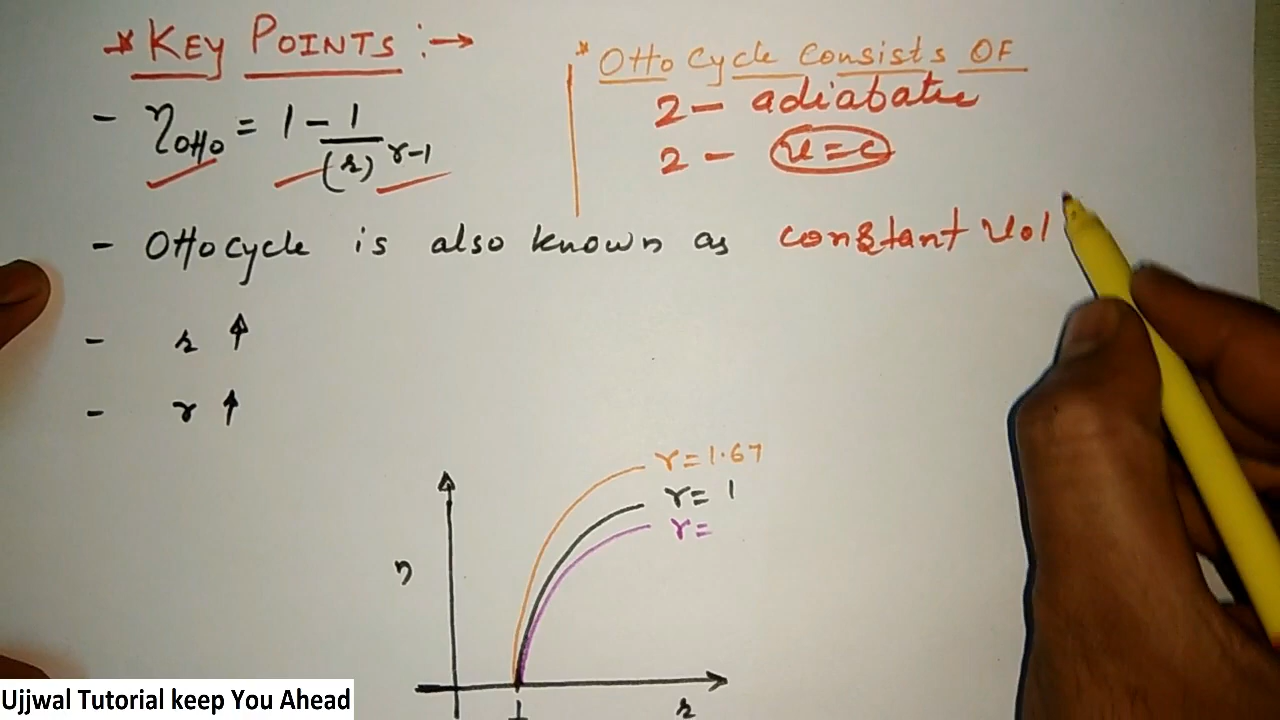 * KEY POINTS :→
- ηOtto = 1 - 1/(r)^γ-1
* Otto Cycle Consists OF
2 - adiabatic
2 - v=c
- Otto cycle is also known as constant vol
- r ↑
- γ ↑
γ=1.67
γ= 1
γ=
η
1
r
Ujjwal Tutorial keep You Ahead